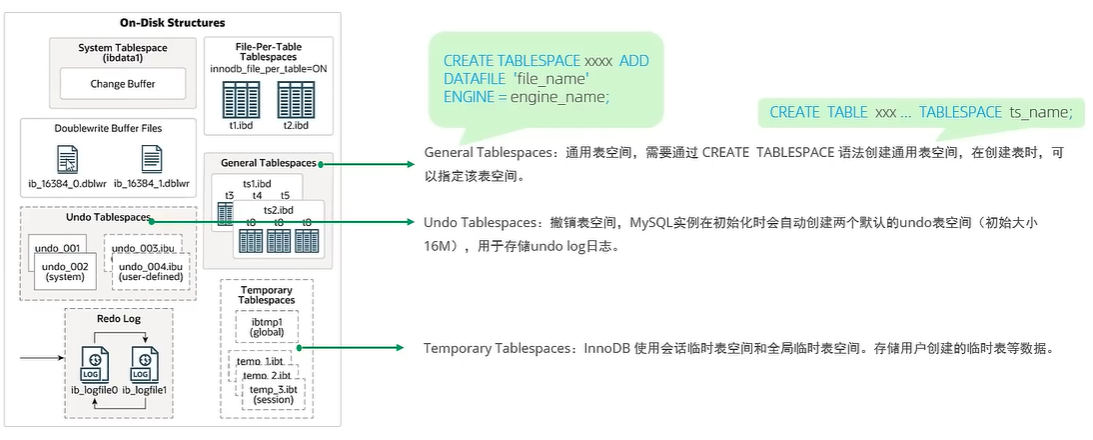 On-Disk Structures
System Tablespace
(ibdata1)
Change Buffer
File-Per-Table
Tablespaces
innodb_file_per_table=ON
t1.ibd
t2.ibd
Doublewrite Buffer Files
ib_16384_0.dblwr
ib_16384_1.dblwr
General Tablespaces
ts1.ibd
t3 t4 t5
ts2.ibd
Undo Tablespaces
undo_001
undo_002
(system)
undo_003.ibu
undo_004.ibu
(user-defined)
Temporary
Tablespaces
ibtmp1
(global)
temp_1.ibt
temp_2.ibt
temp_3.ibt
(session)
Redo Log
LOG
LOG
ib_logfile0
ib_logfile1
CREATE TABLESPACE xxxx ADD
DATAFILE 'file_name'
ENGINE = engine_name;
CREATE TABLE xxx ... TABLESPACE ts_name;
General Tablespaces：通用表空间，需要通过 CREATE TABLESPACE 语法创建通用表空间，在创建表时，可
以指定该表空间。
Undo Tablespaces：撤销表空间，MySQL实例在初始化时会自动创建两个默认的undo表空间（初始大小
16M），用于存储undo log日志。
Temporary Tablespaces：InnoDB 使用会话临时表空间和全局临时表空间。存储用户创建的临时表等数据。